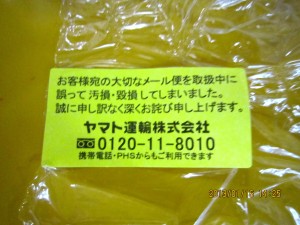 お客様宛の大切なメール便を取扱中に
誤って汚損・毀損してしまいました。
誠に申し訳なく深くお詫び申し上げます。
ヤマト運輸株式会社
0120-11-8010
携帯電話・PHSからもご利用できます